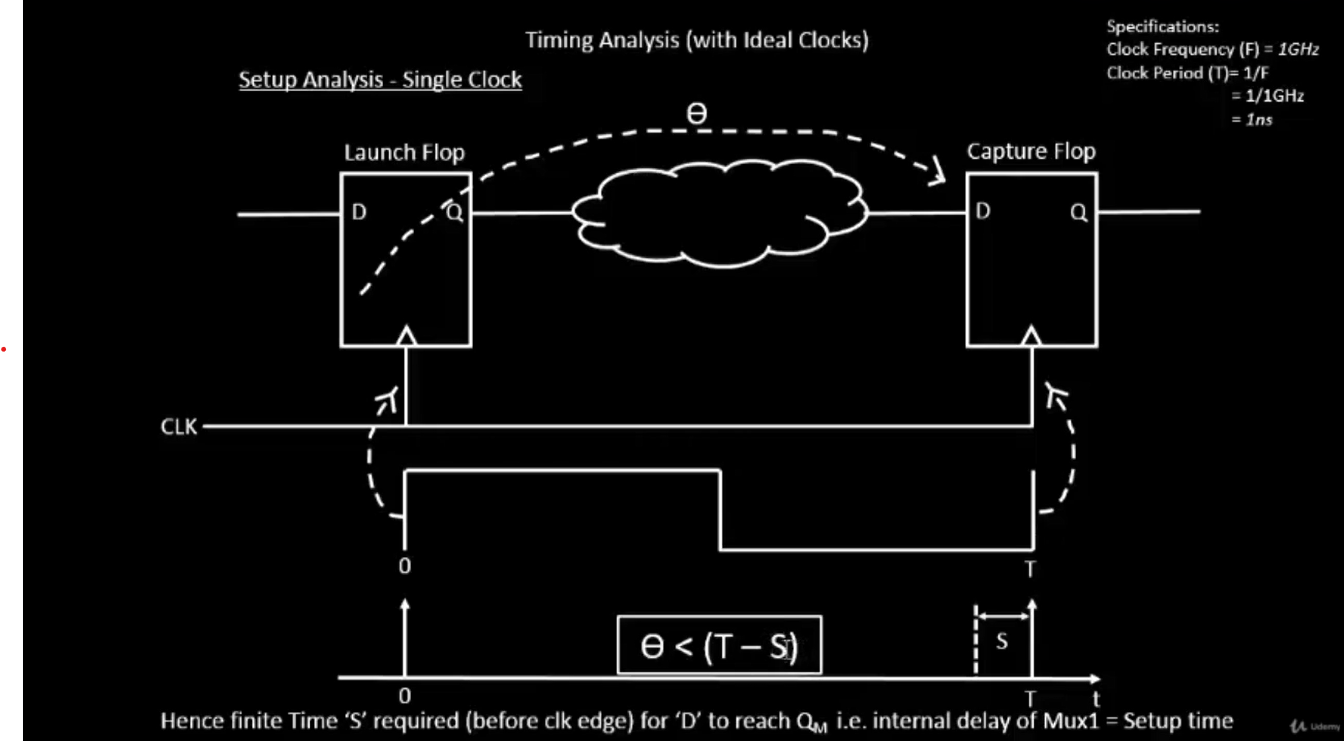 Timing Analysis (with Ideal Clocks)
Specifications:
Clock Frequency (F) = 1GHz
Clock Period (T)= 1/F
= 1/1GHz
= 1ns
Setup Analysis - Single Clock
Ɵ
Launch Flop
Capture Flop
D Q
D Q
CLK
0 T
Ɵ < (T – S)
S
0 T t
Hence finite Time ‘S’ required (before clk edge) for ‘D’ to reach QM i.e. internal delay of Mux1 = Setup time
Udemy